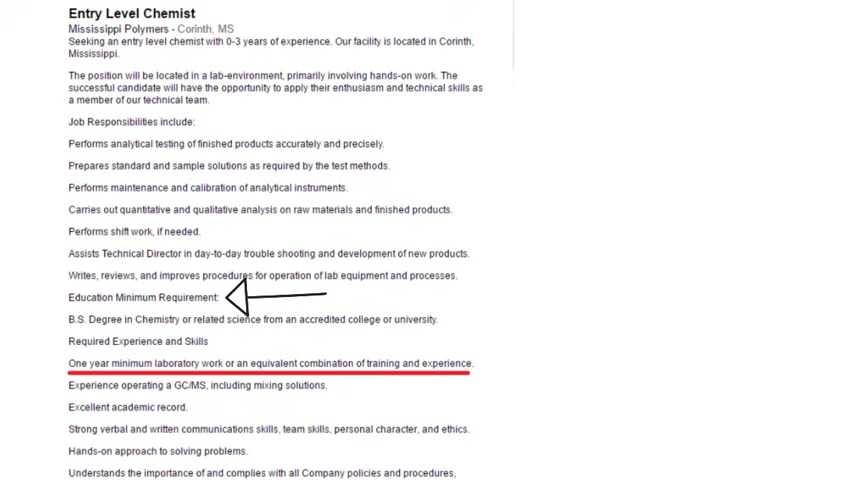 Entry Level Chemist
Mississippi Polymers - Corinth, MS
Seeking an entry level chemist with 0-3 years of experience. Our facility is located in Corinth,
Mississippi.
The position will be located in a lab-environment, primarily involving hands-on work. The
successful candidate will have the opportunity to apply their enthusiasm and technical skills as
a member of our technical team.
Job Responsibilities include:
Performs analytical testing of finished products accurately and precisely.
Prepares standard and sample solutions as required by the test methods.
Performs maintenance and calibration of analytical instruments.
Carries out quantitative and qualitative analysis on raw materials and finished products.
Performs shift work, if needed.
Assists Technical Director in day-to-day trouble shooting and development of new products.
Writes, reviews, and improves procedures for operation of lab equipment and processes.
Education Minimum Requirement:
B.S. Degree in Chemistry or related science from an accredited college or university.
Required Experience and Skills
One year minimum laboratory work or an equivalent combination of training and experience.
Experience operating a GC/MS, including mixing solutions.
Excellent academic record.
Strong verbal and written communications skills, team skills, personal character, and ethics.
Hands-on approach to solving problems.
Understands the importance of and complies with all Company policies and procedures,